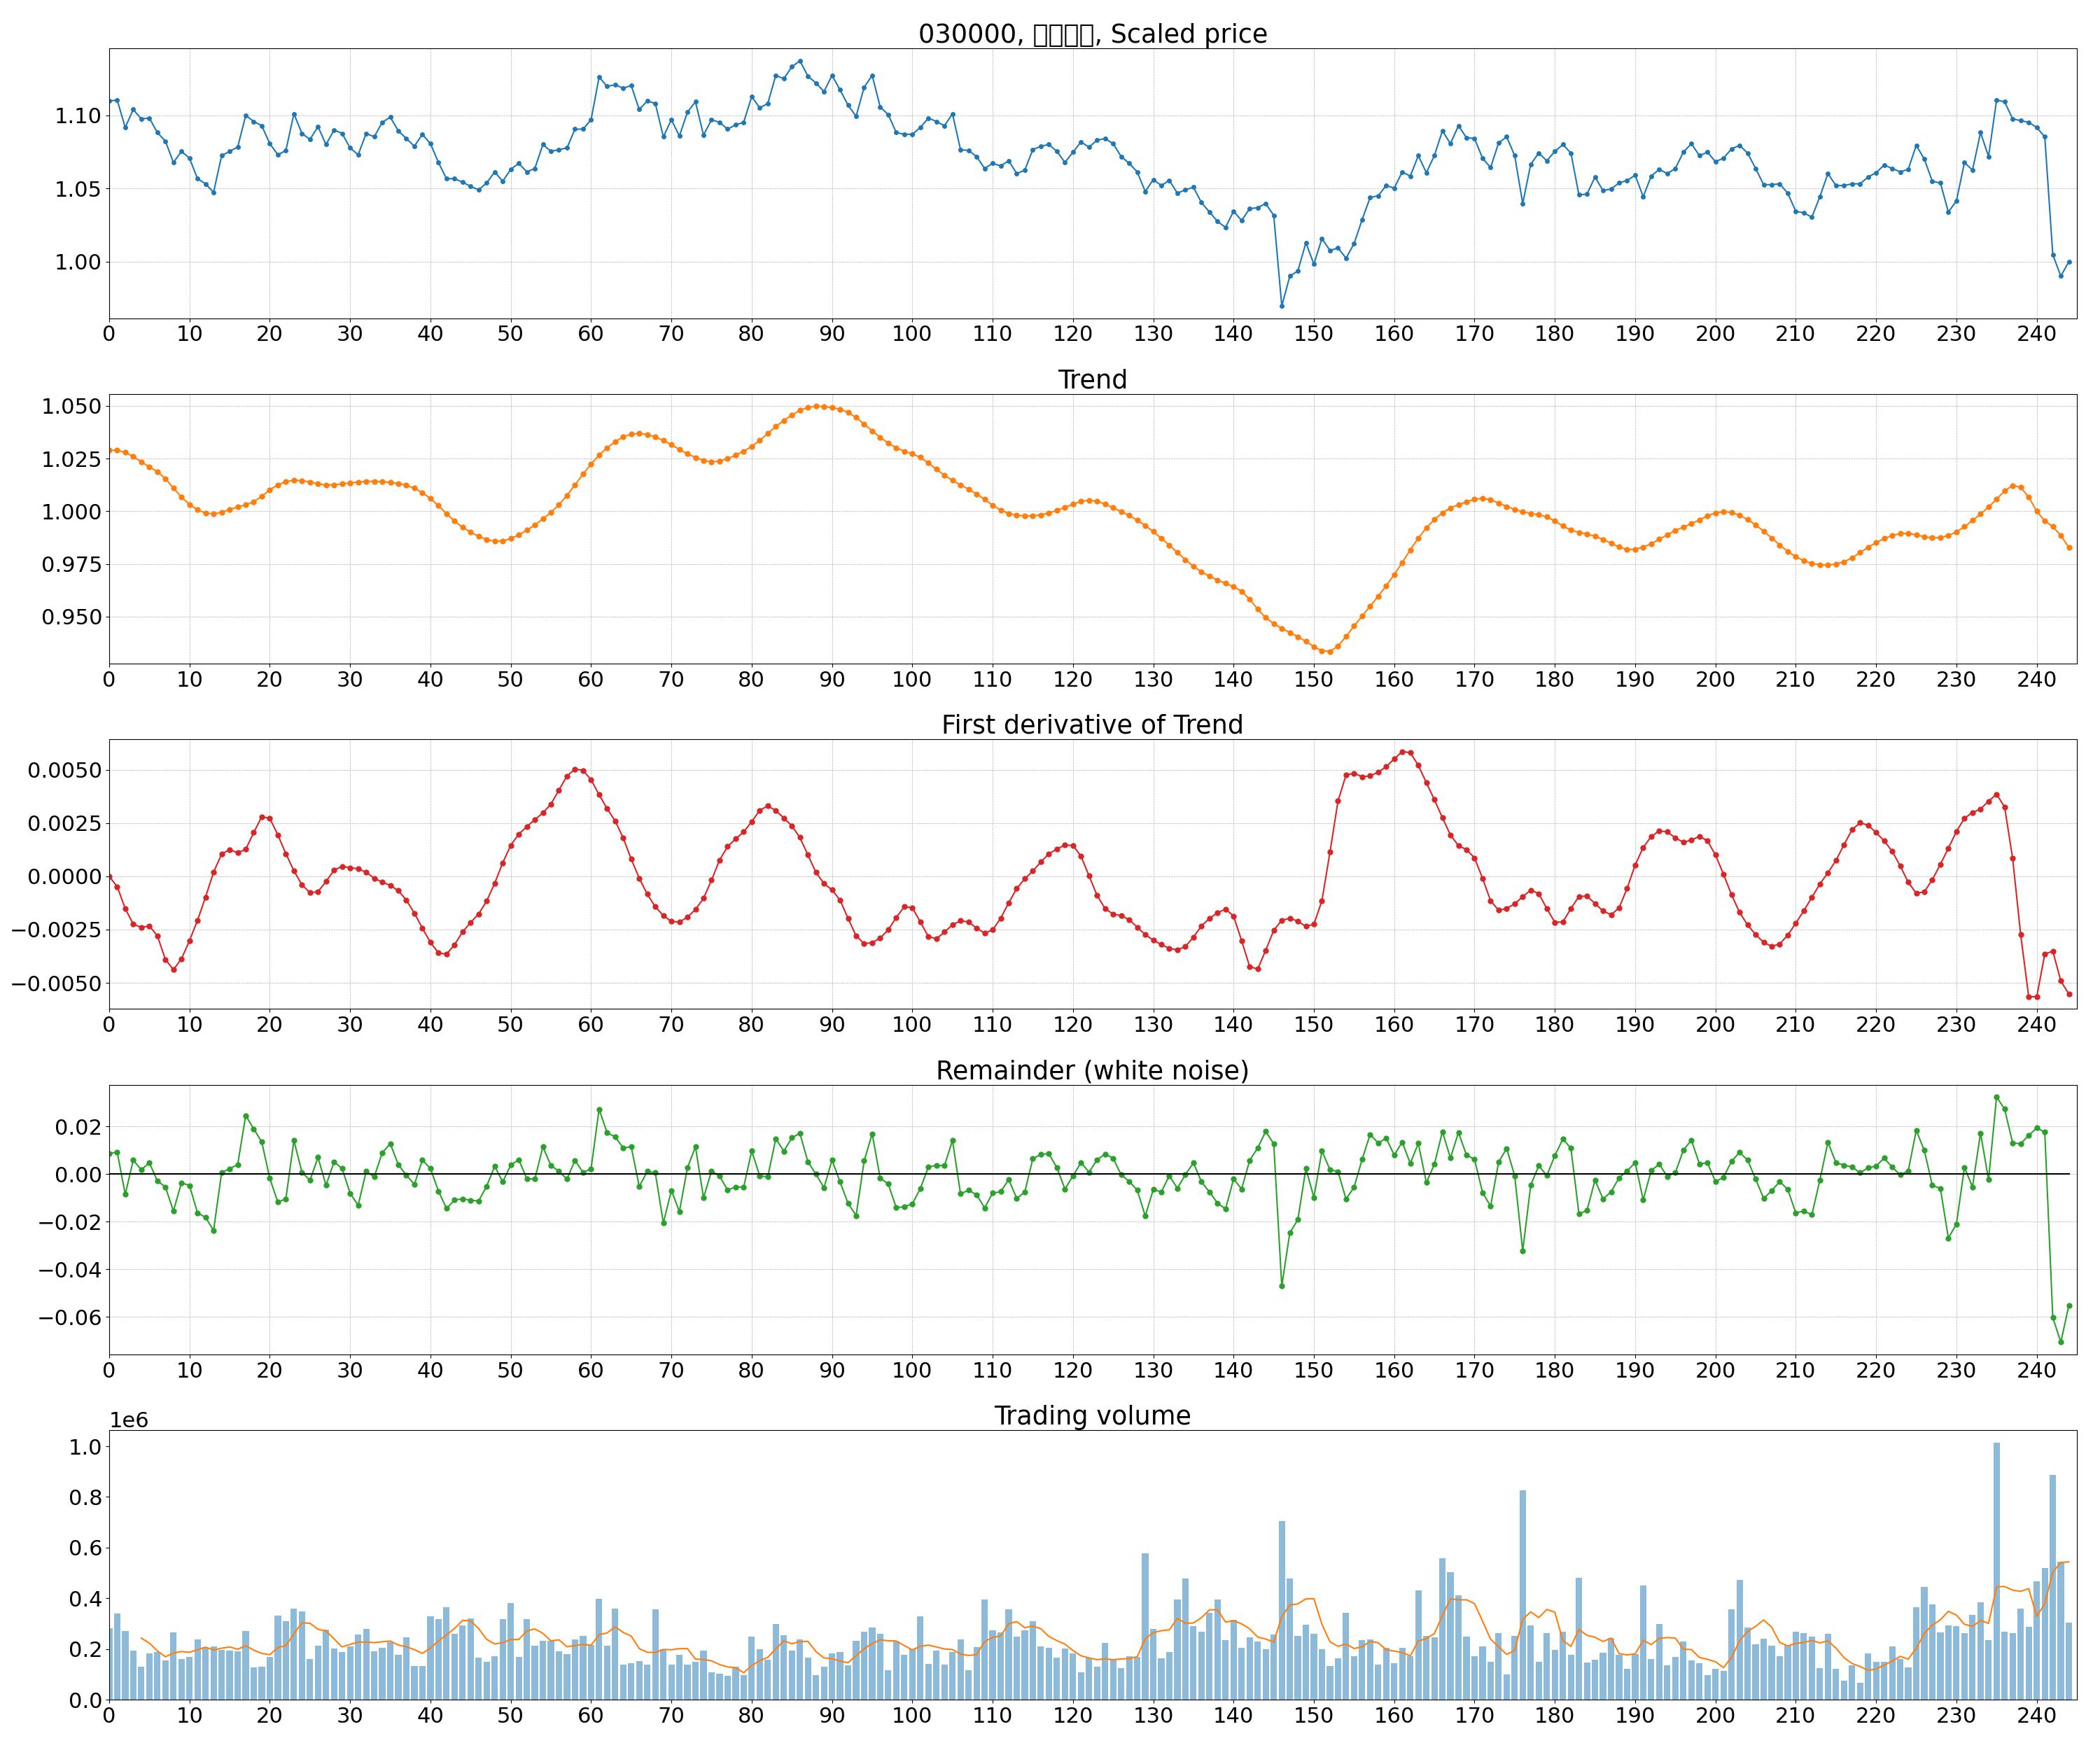 030000, □□□□, Scaled price
1.10
1.05
1.00
0 10 20 30 40 50 60 70 80 90 100 110 120 130 140 150 160 170 180 190 200 210 220 230 240
Trend
1.050
1.025
1.000
0.975
0.950
0 10 20 30 40 50 60 70 80 90 100 110 120 130 140 150 160 170 180 190 200 210 220 230 240
First derivative of Trend
0.0050
0.0025
0.0000
−0.0025
−0.0050
0 10 20 30 40 50 60 70 80 90 100 110 120 130 140 150 160 170 180 190 200 210 220 230 240
Remainder (white noise)
0.02
0.00
−0.02
−0.04
−0.06
0 10 20 30 40 50 60 70 80 90 100 110 120 130 140 150 160 170 180 190 200 210 220 230 240
Trading volume
1e6
1.0
0.8
0.6
0.4
0.2
0.0
0 10 20 30 40 50 60 70 80 90 100 110 120 130 140 150 160 170 180 190 200 210 220 230 240